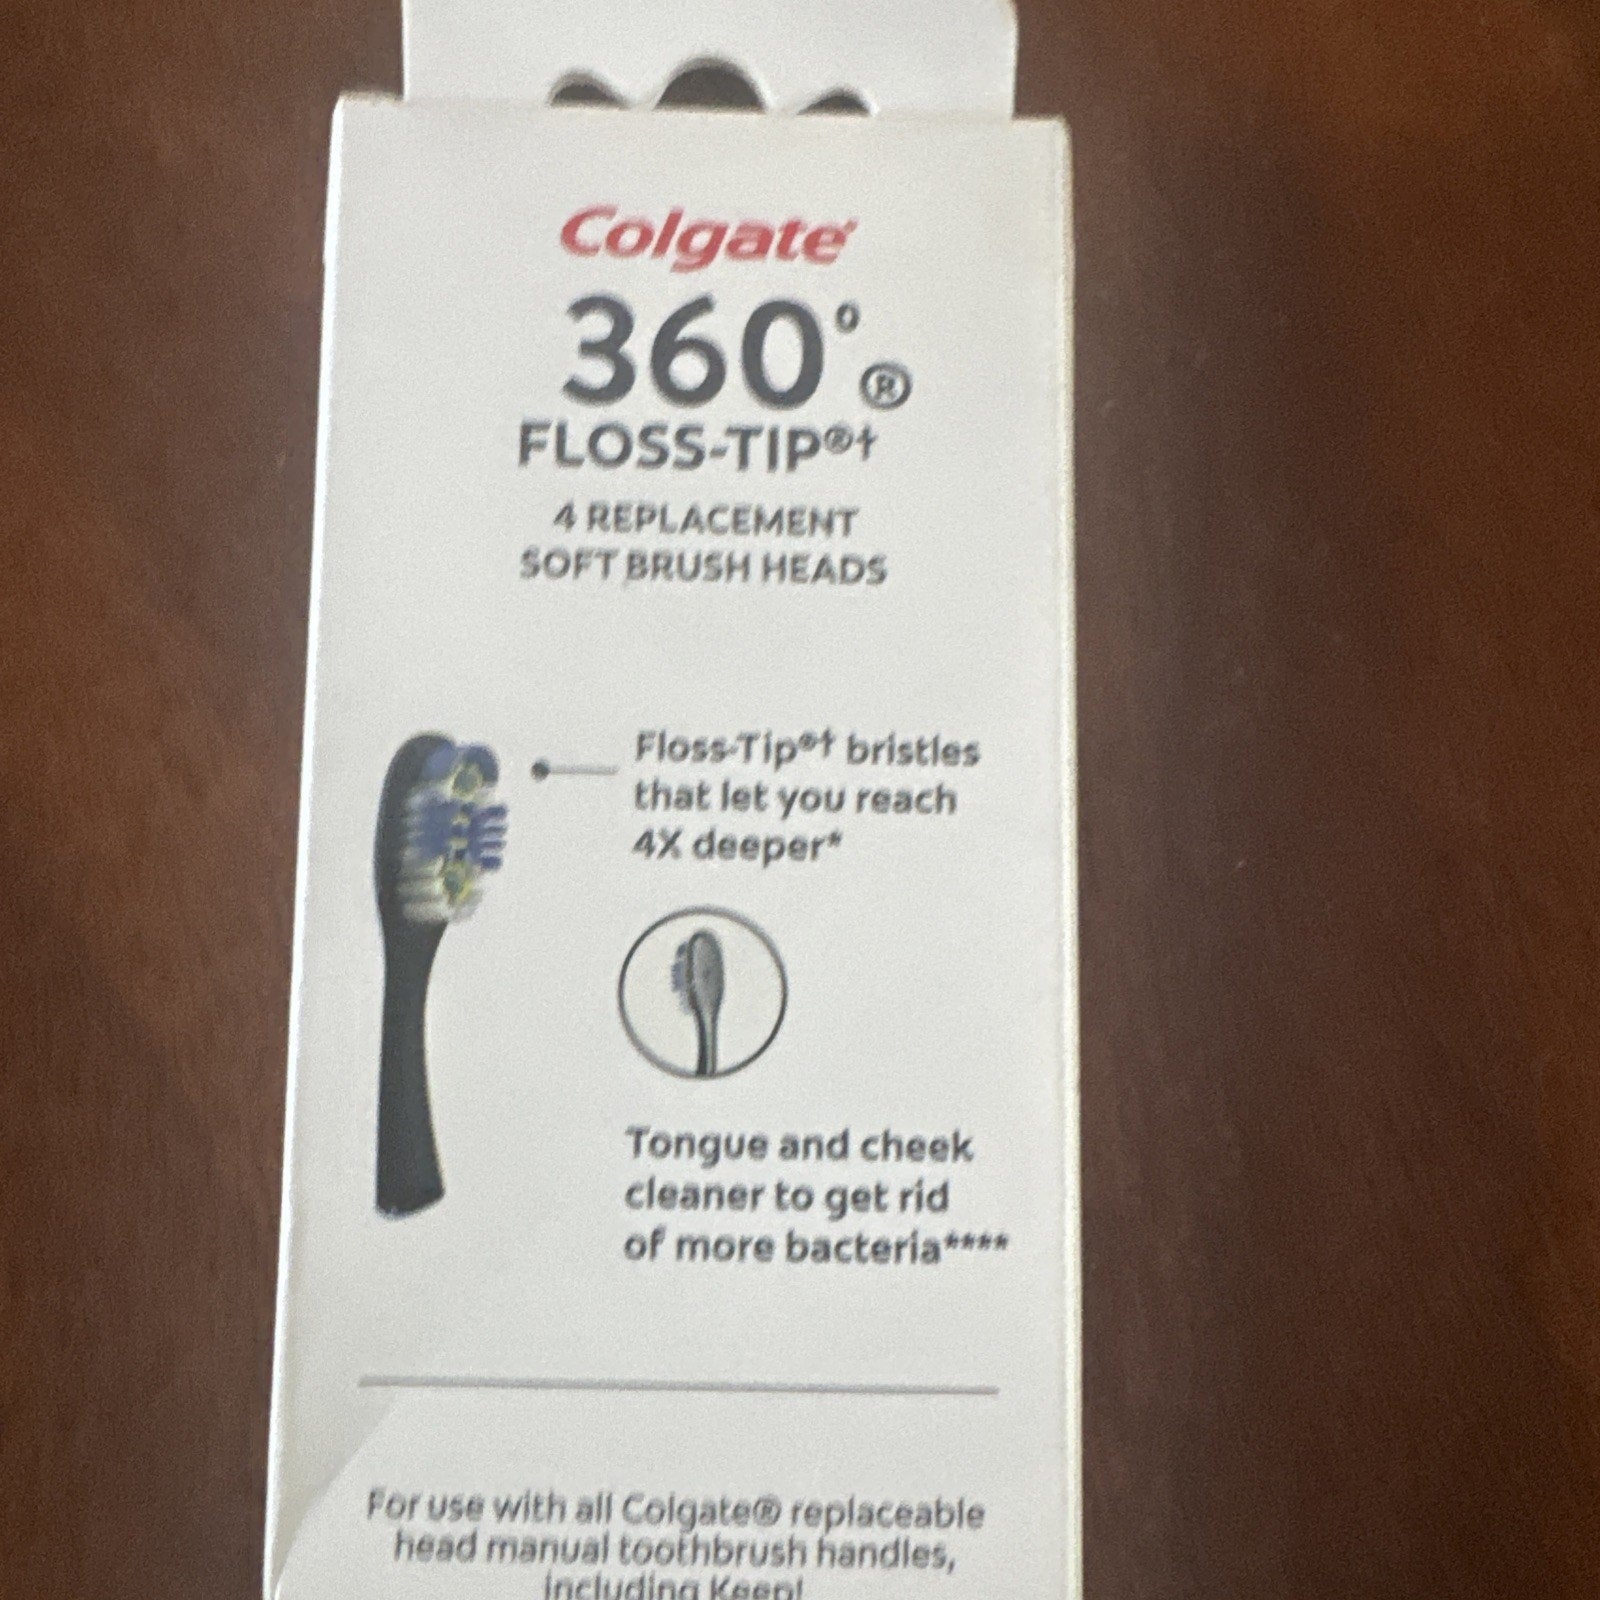 Colgate®
360°®
FLOSS-TIP®†
4 REPLACEMENT
SOFT BRUSH HEADS
Floss-Tip®† bristles
that let you reach
4X deeper*
Tongue and cheek
cleaner to get rid
of more bacteria****
For use with all Colgate® replaceable
head manual toothbrush handles,
including Keep!